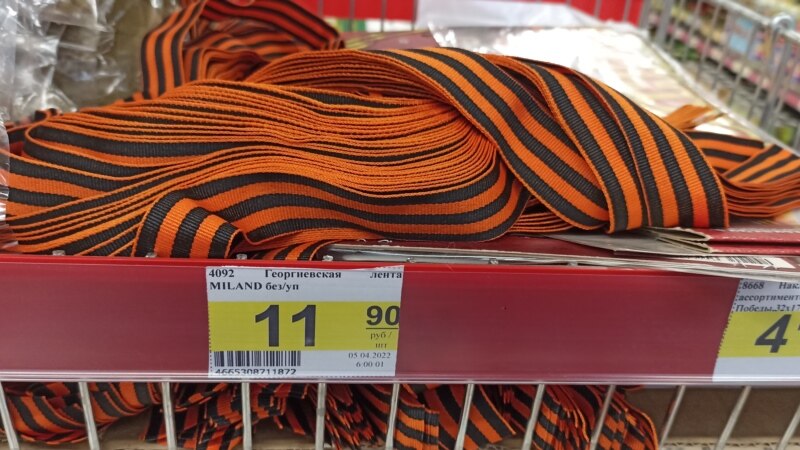 4092 Георгиевская лента
MILAND без/уп
11 90
руб /
шт
05.04.2022
6:00 01
4665308711872
8668
ассортимент
Победы,
4